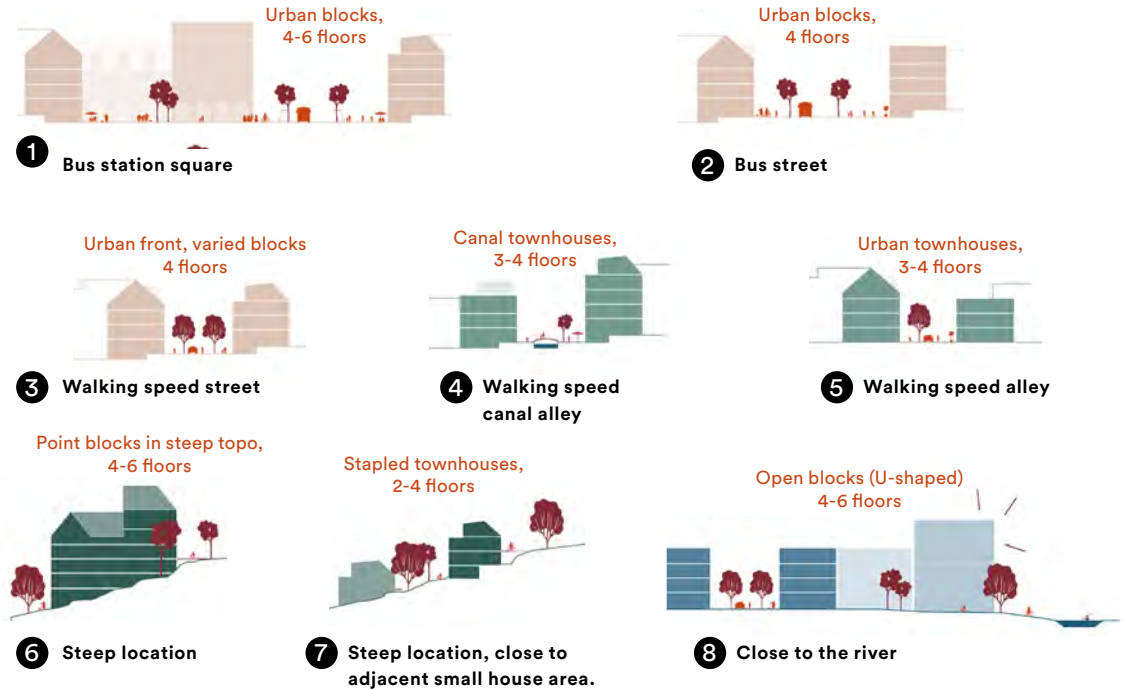 Urban blocks,
4-6 floors
1
Bus station square
Urban blocks,
4 floors
2
Bus street
Urban front, varied blocks
4 floors
3
Walking speed street
Canal townhouses,
3-4 floors
4
Walking speed
canal alley
Urban townhouses,
3-4 floors
5
Walking speed alley
Point blocks in steep topo,
4-6 floors
6
Steep location
Stapled townhouses,
2-4 floors
7
Steep location, close to
adjacent small house area.
Open blocks (U-shaped)
4-6 floors
8
Close to the river